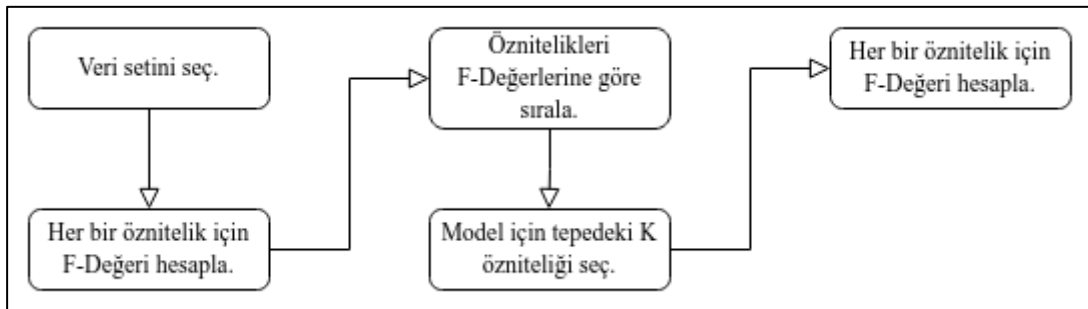 Veri setini seç.
Her bir öznitelik için
F-Değeri hesapla.
Öznitelikleri
F-Değerlerine göre
sırala.
Model için tepedeki K
özniteliği seç.
Her bir öznitelik için
F-Değeri hesapla.